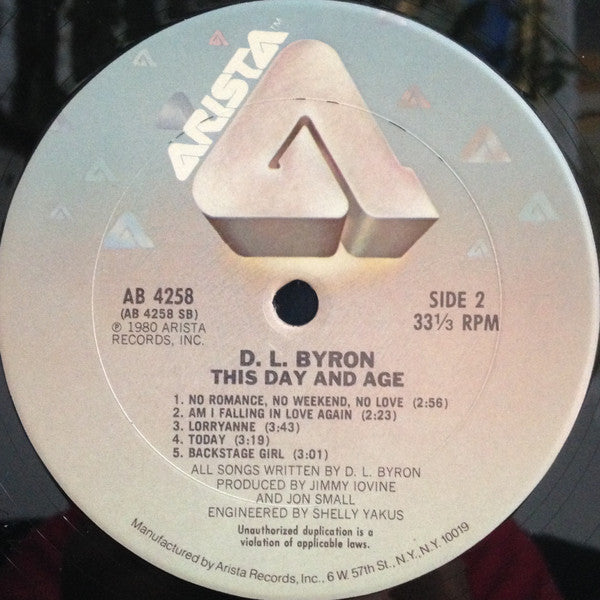 ARISTA™
AB 4258
(AB 4258 SB)
℗ 1980 ARISTA
RECORDS, INC.
SIDE 2
33⅓ RPM
D. L. BYRON
THIS DAY AND AGE
1. NO ROMANCE, NO WEEKEND, NO LOVE (2:56)
2. AM I FALLING IN LOVE AGAIN (2:23)
3. LORRYANNE (3:43)
4. TODAY (3:19)
5. BACKSTAGE GIRL (3:01)
ALL SONGS WRITTEN BY D. L. BYRON
PRODUCED BY JIMMY IOVINE
AND JON SMALL
ENGINEERED BY SHELLY YAKUS
Unauthorized duplication is a
violation of applicable laws.
Manufactured by Arista Records, Inc., 6 W. 57th St., N.Y., N.Y. 10019